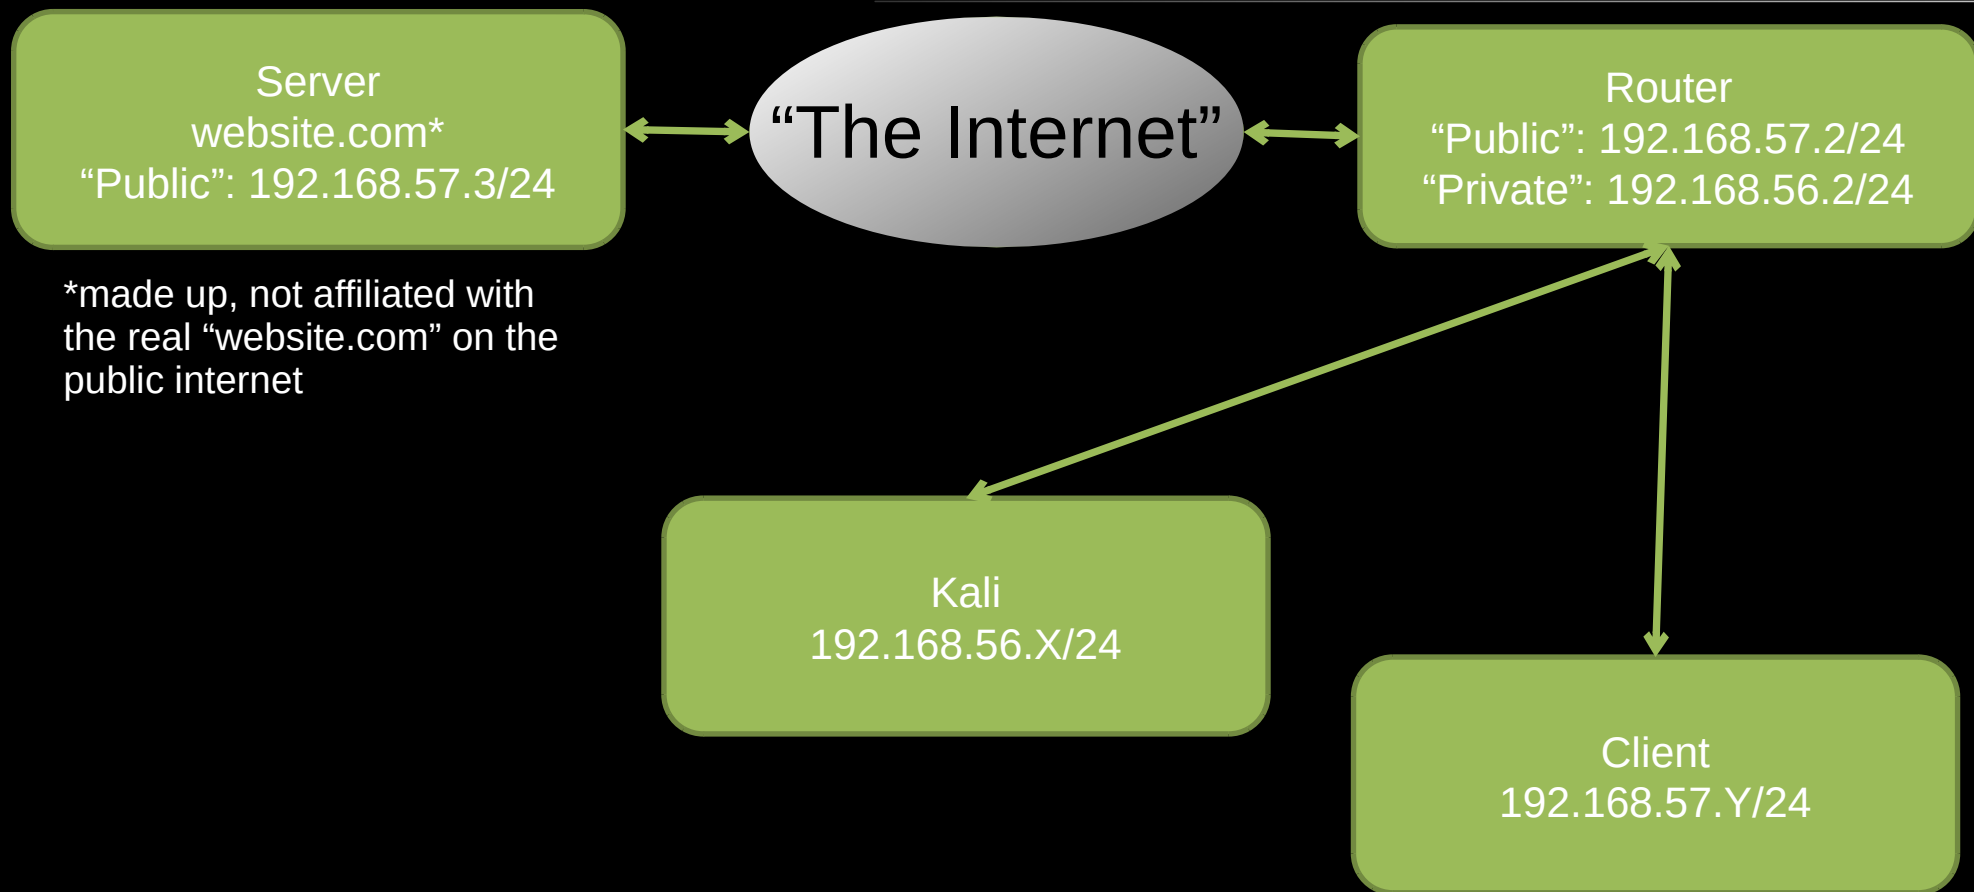 Server
website.com*
“Public”: 192.168.57.3/24
“The Internet”
Router
“Public”: 192.168.57.2/24
“Private”: 192.168.56.2/24
*made up, not affiliated with
the real “website.com” on the
public internet
Kali
192.168.56.X/24
Client
192.168.57.Y/24